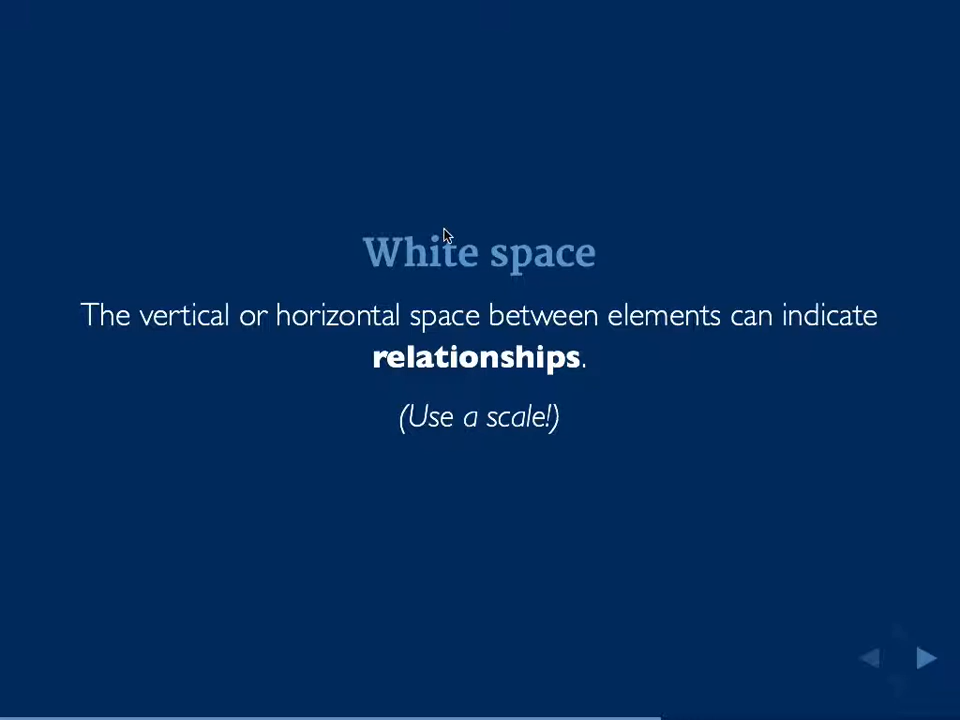 White space
The vertical or horizontal space between elements can indicate
relationships.
(Use a scale!)